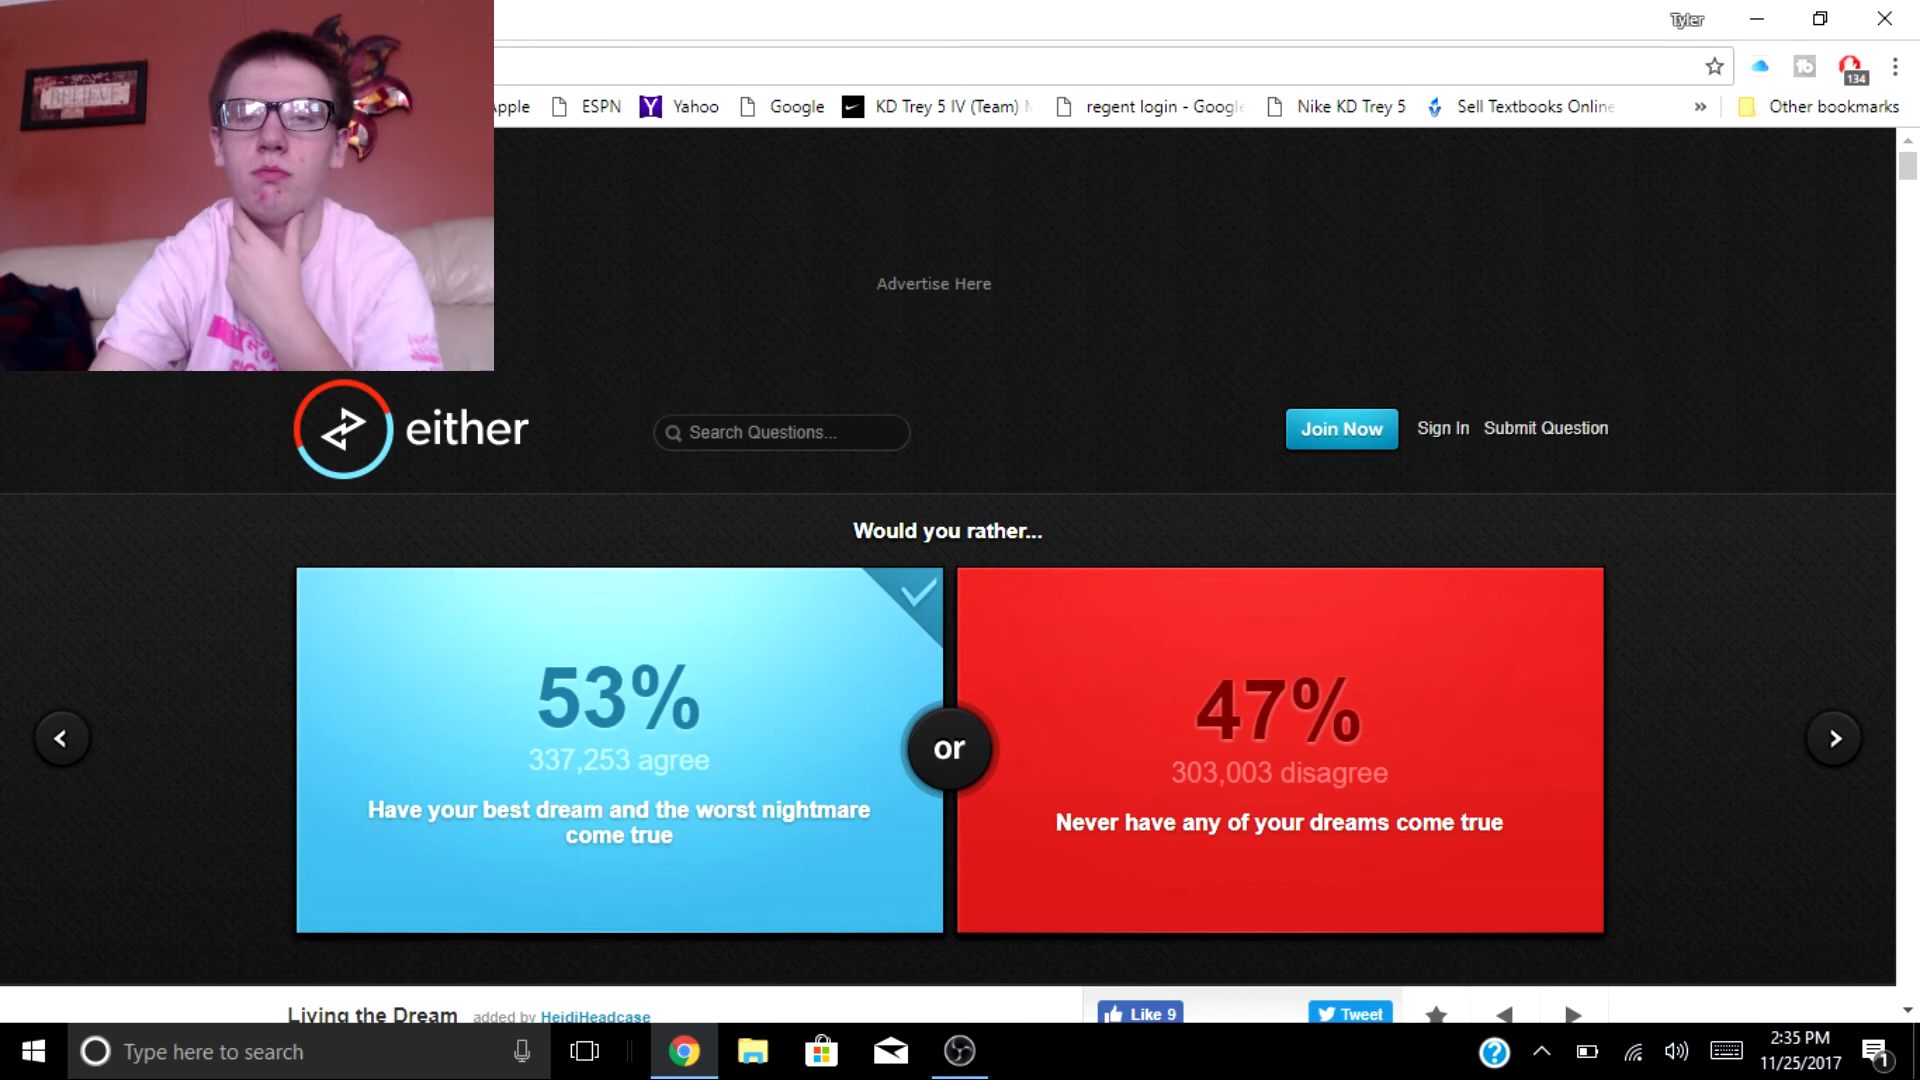 Tyler
134
Apple ESPN Yahoo Google KD Trey 5 IV (Team) regent login - Google Nike KD Trey 5 Sell Textbooks Online » Other bookmarks
Advertise Here
either
Search Questions...
Join Now Sign In Submit Question
Would you rather...
53%
337,253 agree
Have your best dream and the worst nightmare
come true
or
47%
303,003 disagree
Never have any of your dreams come true
Living the Dream added by HeidiHeadcase
Like 9 Tweet
Type here to search
2:35 PM
11/25/2017
1